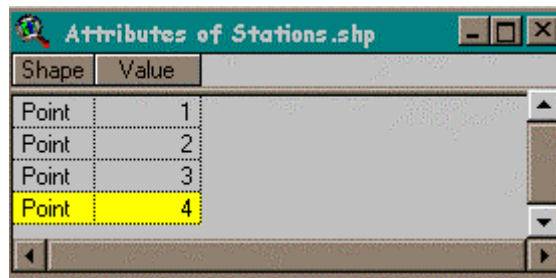 Attributes of Stations.shp
Shape Value
Point 1
Point 2
Point 3
Point 4